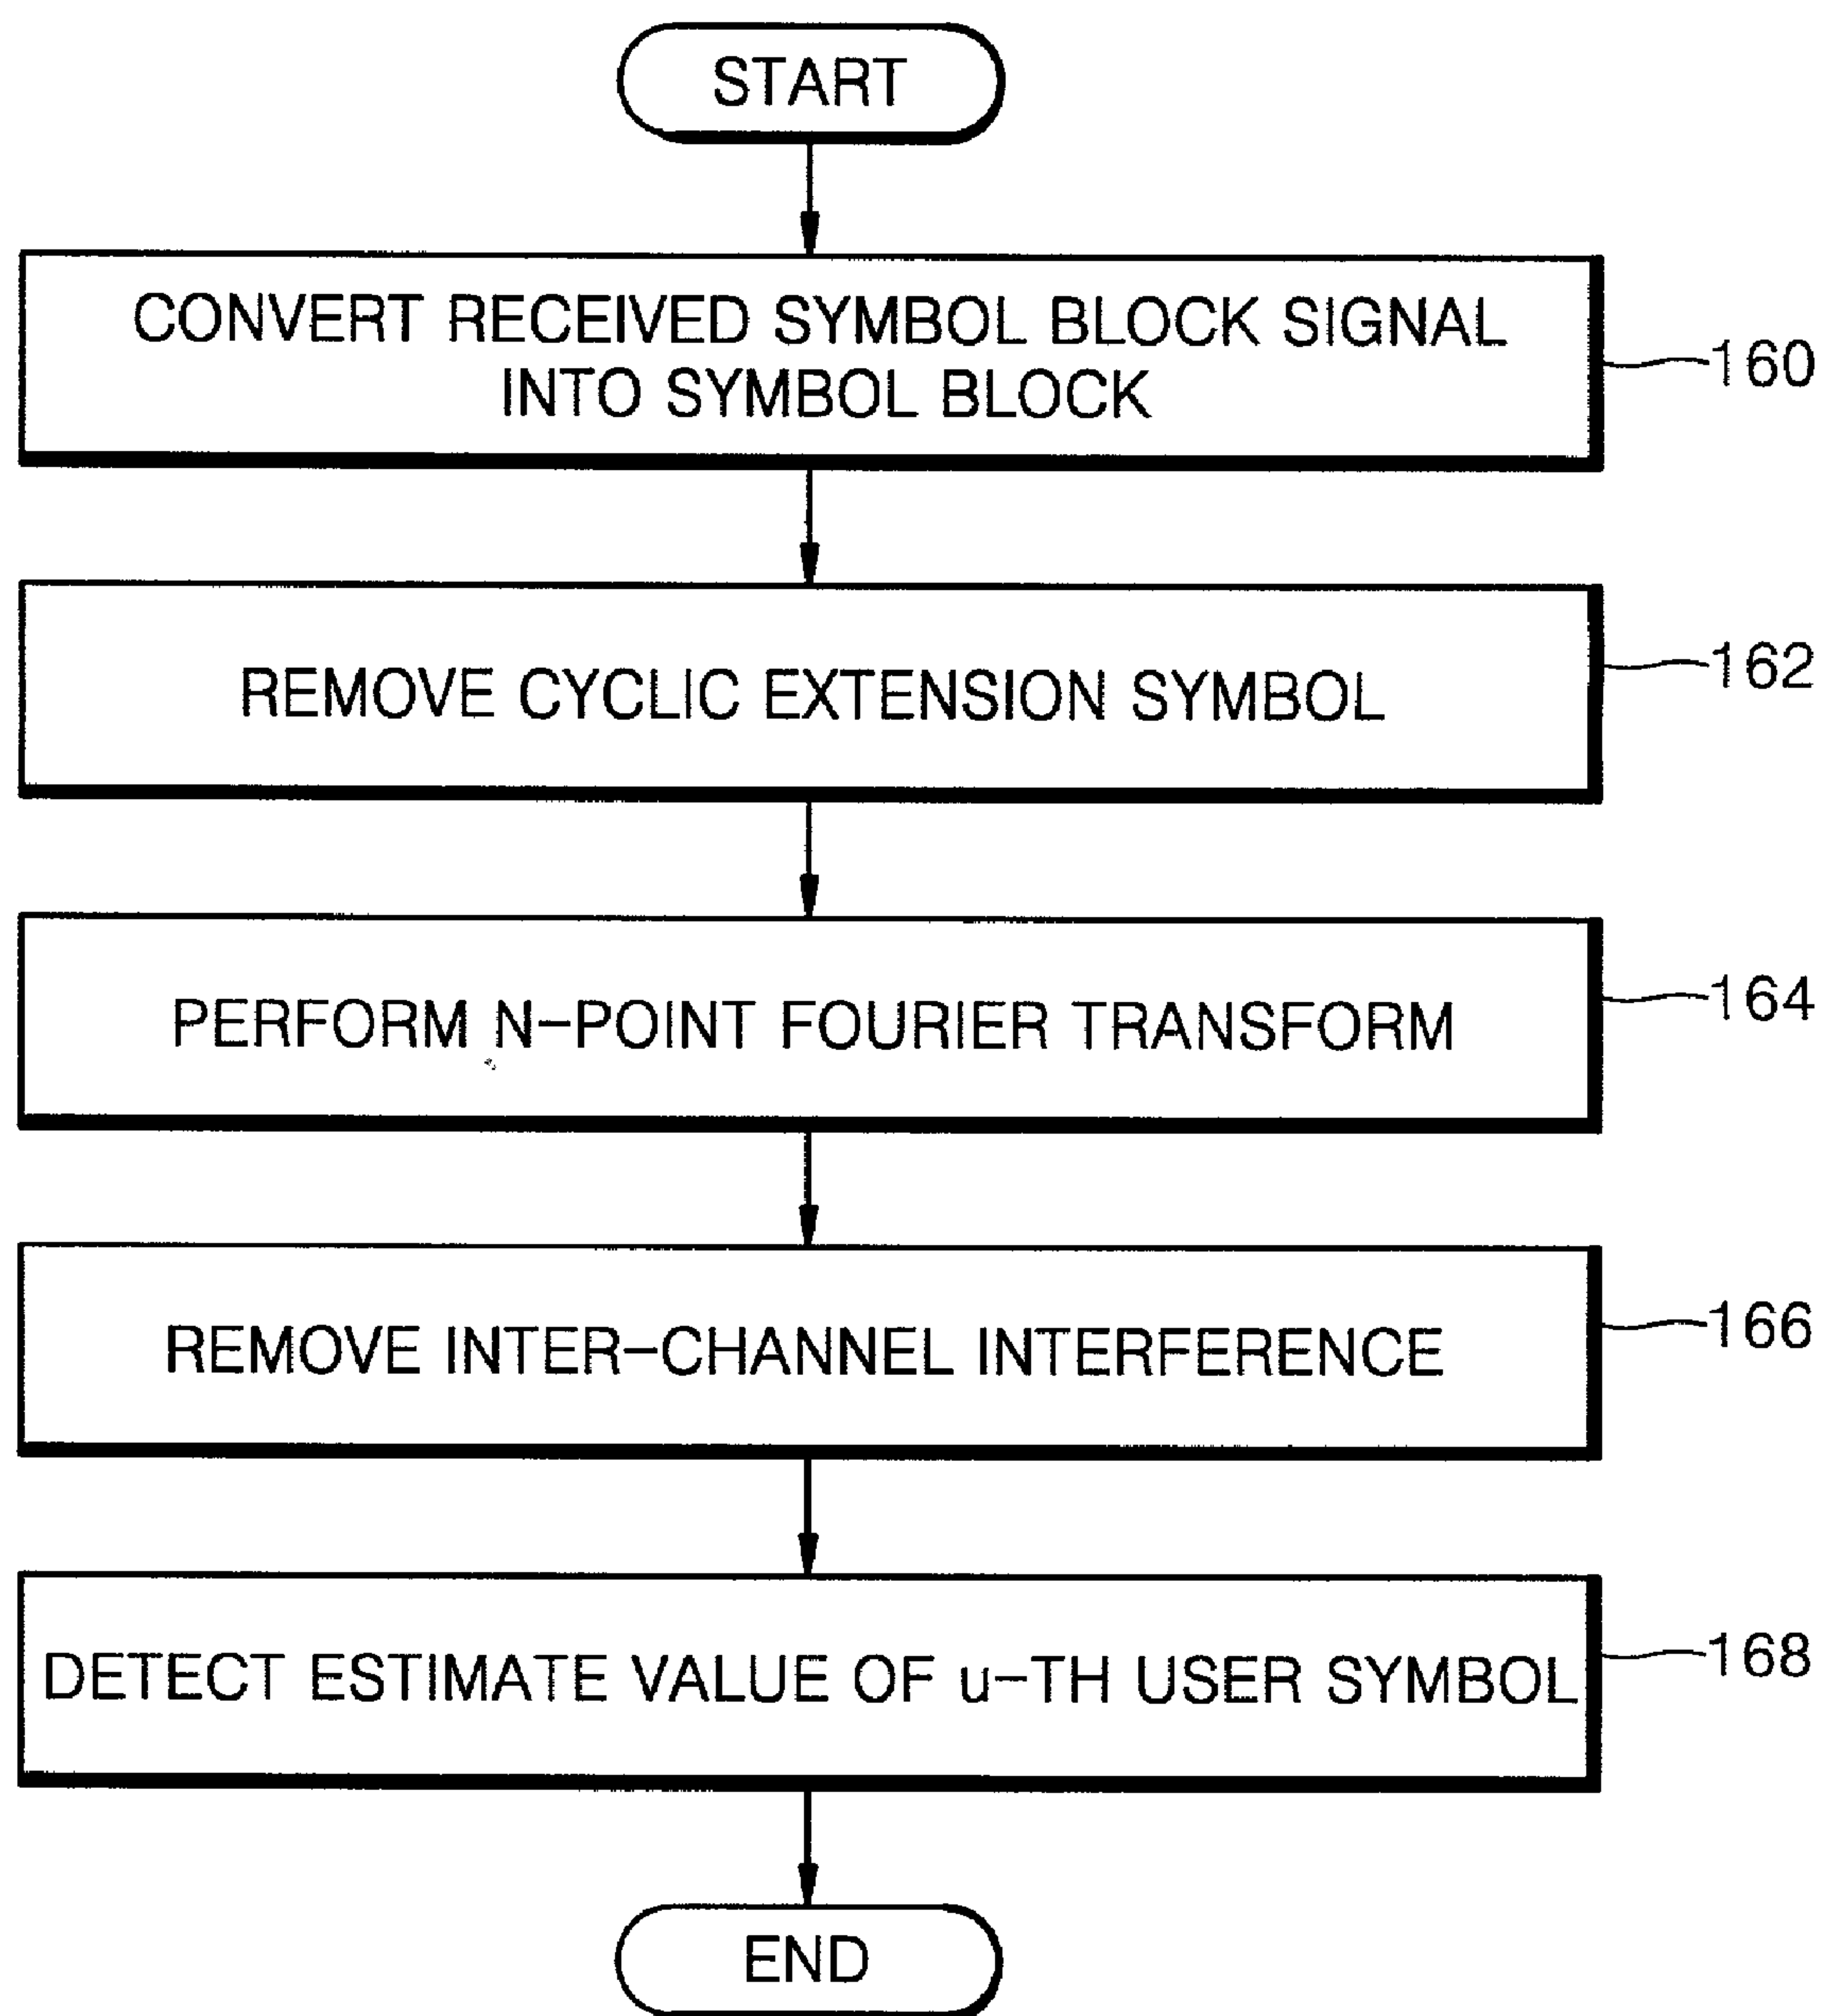 START
CONVERT RECEIVED SYMBOL BLOCK SIGNAL
INTO SYMBOL BLOCK
160
REMOVE CYCLIC EXTENSION SYMBOL
162
PERFORM N-POINT FOURIER TRANSFORM
164
REMOVE INTER-CHANNEL INTERFERENCE
166
DETECT ESTIMATE VALUE OF u-TH USER SYMBOL
168
END